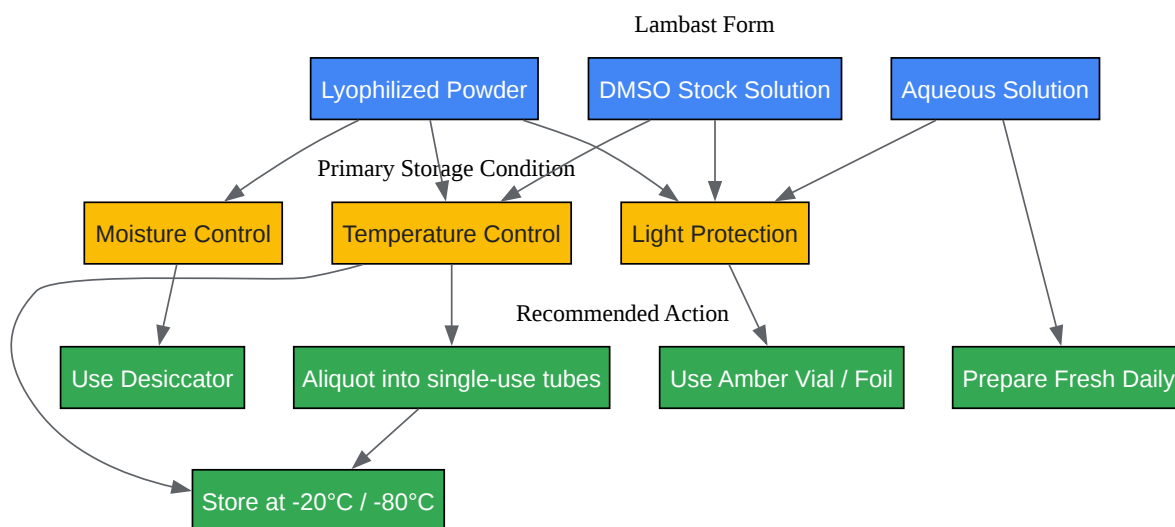 Lambast Form
Lyophilized Powder
DMSO Stock Solution
Aqueous Solution
Primary Storage Condition
Moisture Control
Temperature Control
Light Protection
Recommended Action
Use Desiccator
Aliquot into single-use tubes
Use Amber Vial / Foil
Prepare Fresh Daily
Store at -20°C / -80°C